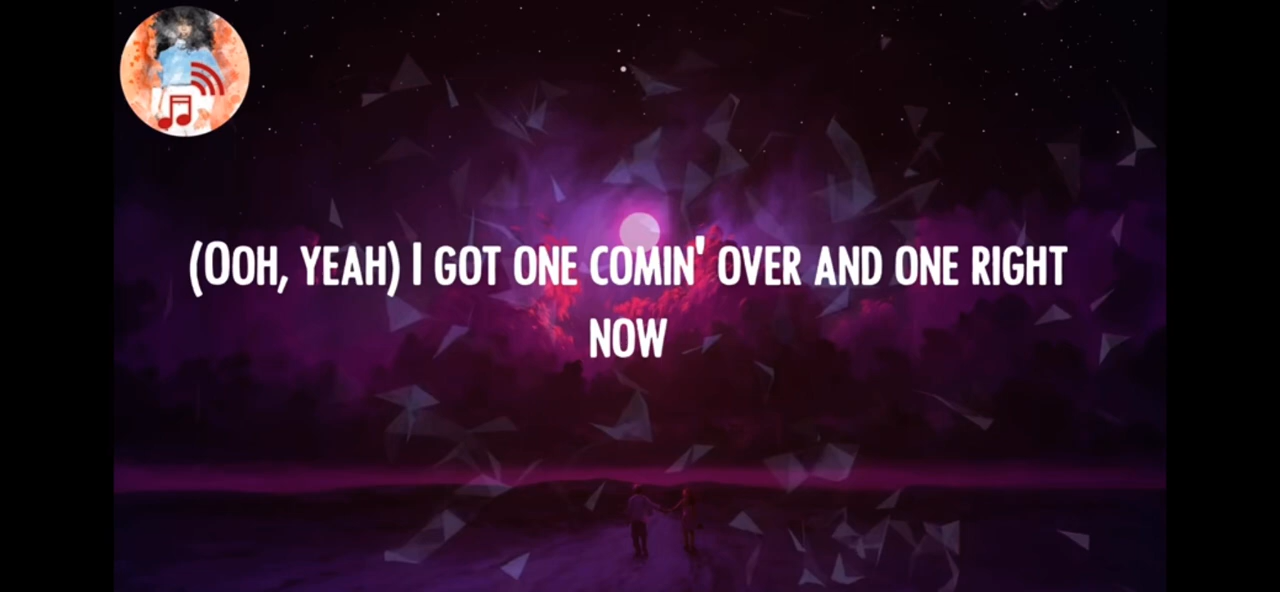 (OOH, YEAH) I GOT ONE COMIN' OVER AND ONE RIGHT
NOW